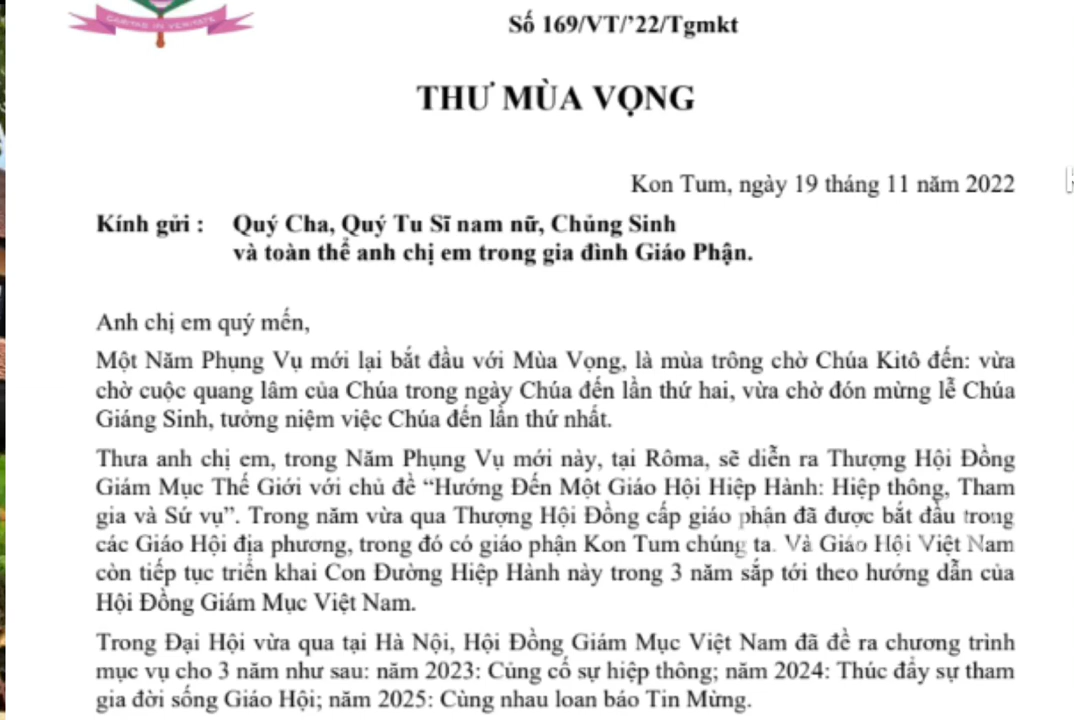 CARITAS IN VERITATE
Số 169/VT/'22/Tgmkt
THƯ MÙA VỌNG
Kon Tum, ngày 19 tháng 11 năm 2022
Kính gửi : Quý Cha, Quý Tu Sĩ nam nữ, Chủng Sinh
và toàn thể anh chị em trong gia đình Giáo Phận.
Anh chị em quý mến,
Một Năm Phụng Vụ mới lại bắt đầu với Mùa Vọng, là mùa trông chờ Chúa Kitô đến: vừa
chờ cuộc quang lâm của Chúa trong ngày Chúa đến lần thứ hai, vừa chờ đón mừng lễ Chúa
Giáng Sinh, tưởng niệm việc Chúa đến lần thứ nhất.
Thưa anh chị em, trong Năm Phụng Vụ mới này, tại Rôma, sẽ diễn ra Thượng Hội Đồng
Giám Mục Thế Giới với chủ đề “Hướng Đến Một Giáo Hội Hiệp Hành: Hiệp thông, Tham
gia và Sứ vụ”. Trong năm vừa qua Thượng Hội Đồng cấp giáo phận đã được bắt đầu trong
các Giáo Hội địa phương, trong đó có giáo phận Kon Tum chúng ta. Và Giáo Hội Việt Nam
còn tiếp tục triển khai Con Đường Hiệp Hành này trong 3 năm sắp tới theo hướng dẫn của
Hội Đồng Giám Mục Việt Nam.
Trong Đại Hội vừa qua tại Hà Nội, Hội Đồng Giám Mục Việt Nam đã đề ra chương trình
mục vụ cho 3 năm như sau: năm 2023: Củng cố sự hiệp thông; năm 2024: Thúc đẩy sự tham
gia đời sống Giáo Hội; năm 2025: Cùng nhau loan báo Tin Mừng.